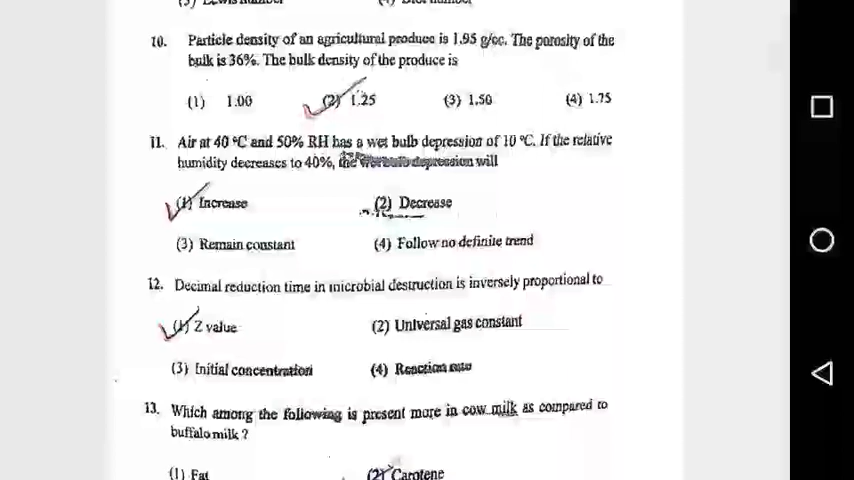 (3) Lewis number (4) Biot number
10. Particle density of an agricultural produce is 1.95 g/cc. The porosity of the
bulk is 36%. The bulk density of the produce is
(1) 1.00 (2) 1.25 (3) 1.50 (4) 1.75
11. Air at 40 °C and 50% RH has a wet bulb depression of 10 °C. If the relative
humidity decreases to 40%, the wet bulb depression will
(1) Increase (2) Decrease
(3) Remain constant (4) Follow no definite trend
12. Decimal reduction time in microbial destruction is inversely proportional to
(1) Z value (2) Universal gas constant
(3) Initial concentration (4) Reaction rate
13. Which among the following is present more in cow milk as compared to
buffalo milk ?
(1) Fat (2) Carotene